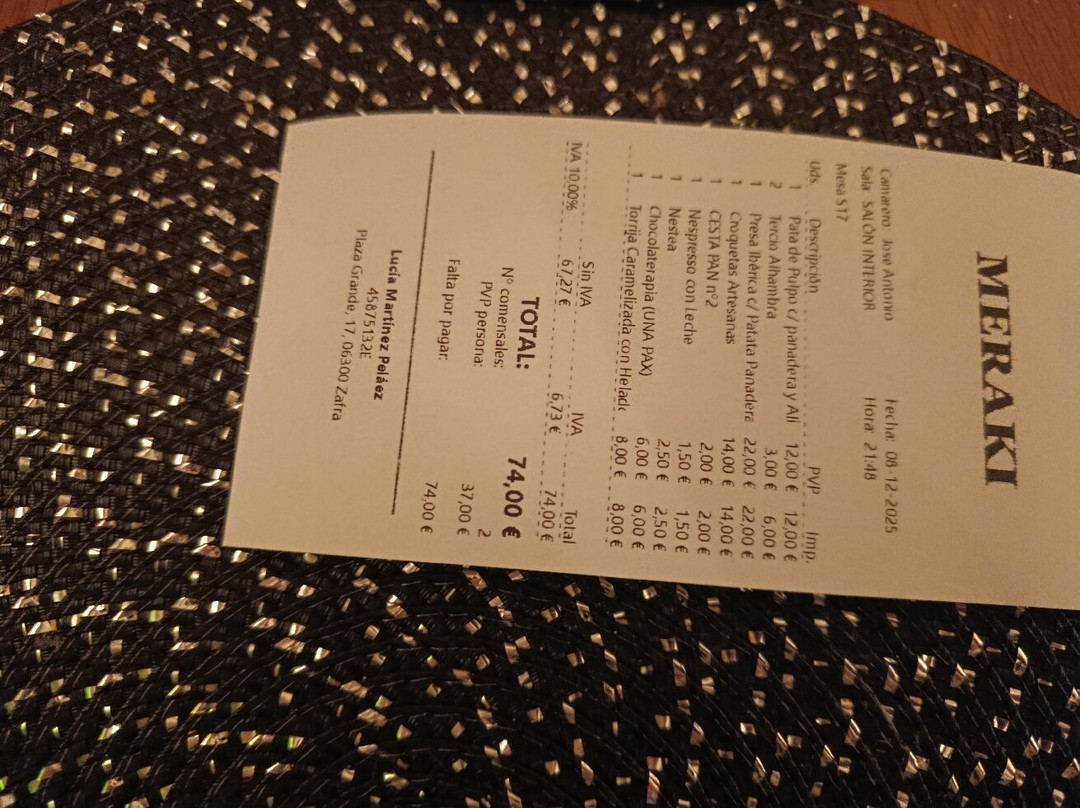 MERAKI
Camarero: Jose Antonio Fecha: 08-12-2025
Sala: SALÓN INTERIOR Hora: 21:48
Mesa S17
Uds. Descripción PVP Imp.
1 Pata de Pulpo c/ panadera y Ali 12,00 € 12,00 €
2 Tercio Alhambra 3,00 € 6,00 €
1 Presa Ibérica c/ Patata Panadera 22,00 € 22,00 €
1 Croquetas Artesanas 14,00 € 14,00 €
1 CESTA PAN nº2 2,00 € 2,00 €
1 Nespresso con Leche 1,50 € 1,50 €
1 Nestea 2,50 € 2,50 €
1 Chocolaterapia (UNA PAX) 6,00 € 6,00 €
1 Torrija Caramelizada con Helado 8,00 € 8,00 €
Sin IVA IVA Total
IVA 10,00% 67,27 € 6,73 € 74,00 €
TOTAL: 74,00 €
Nº comensales: 2
PVP persona: 37,00 €
Falta por pagar: 74,00 €
Lucía Martínez Peláez
45875132E
Plaza Grande, 17, 06300 Zafra